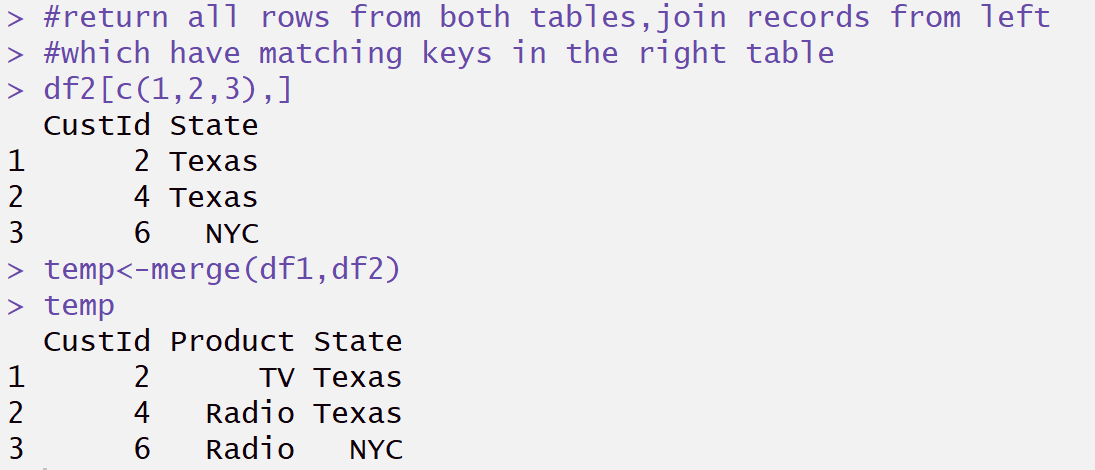 > #return all rows from both tables,join records from left
> #which have matching keys in the right table
> df2[c(1,2,3),]
  CustId State
1      2 Texas
2      4 Texas
3      6   NYC
> temp<-merge(df1,df2)
> temp
  CustId Product State
1      2      TV Texas
2      4   Radio Texas
3      6   Radio   NYC